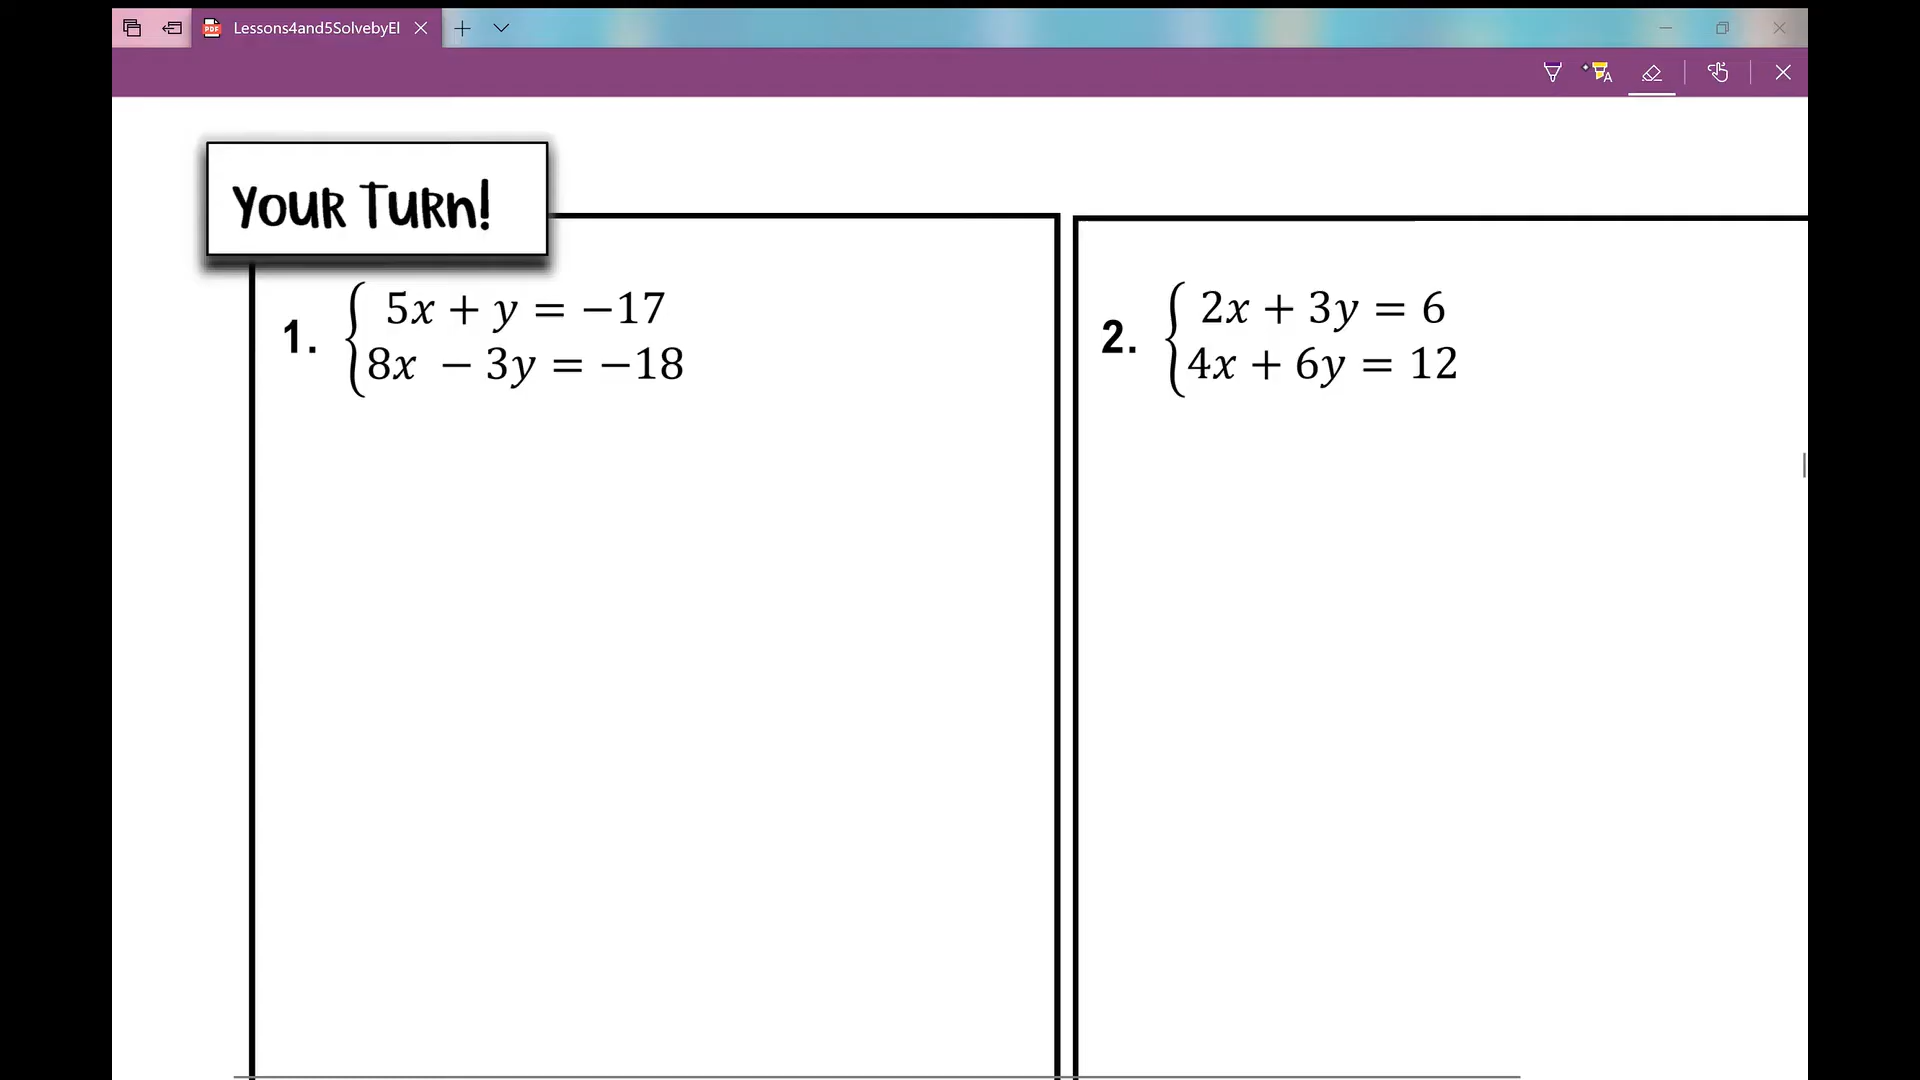 Lessons4and5SolvebyEl
Your Turn!
1. 5x + y = −17
8x − 3y = −18
2. 2x + 3y = 6
4x + 6y = 12